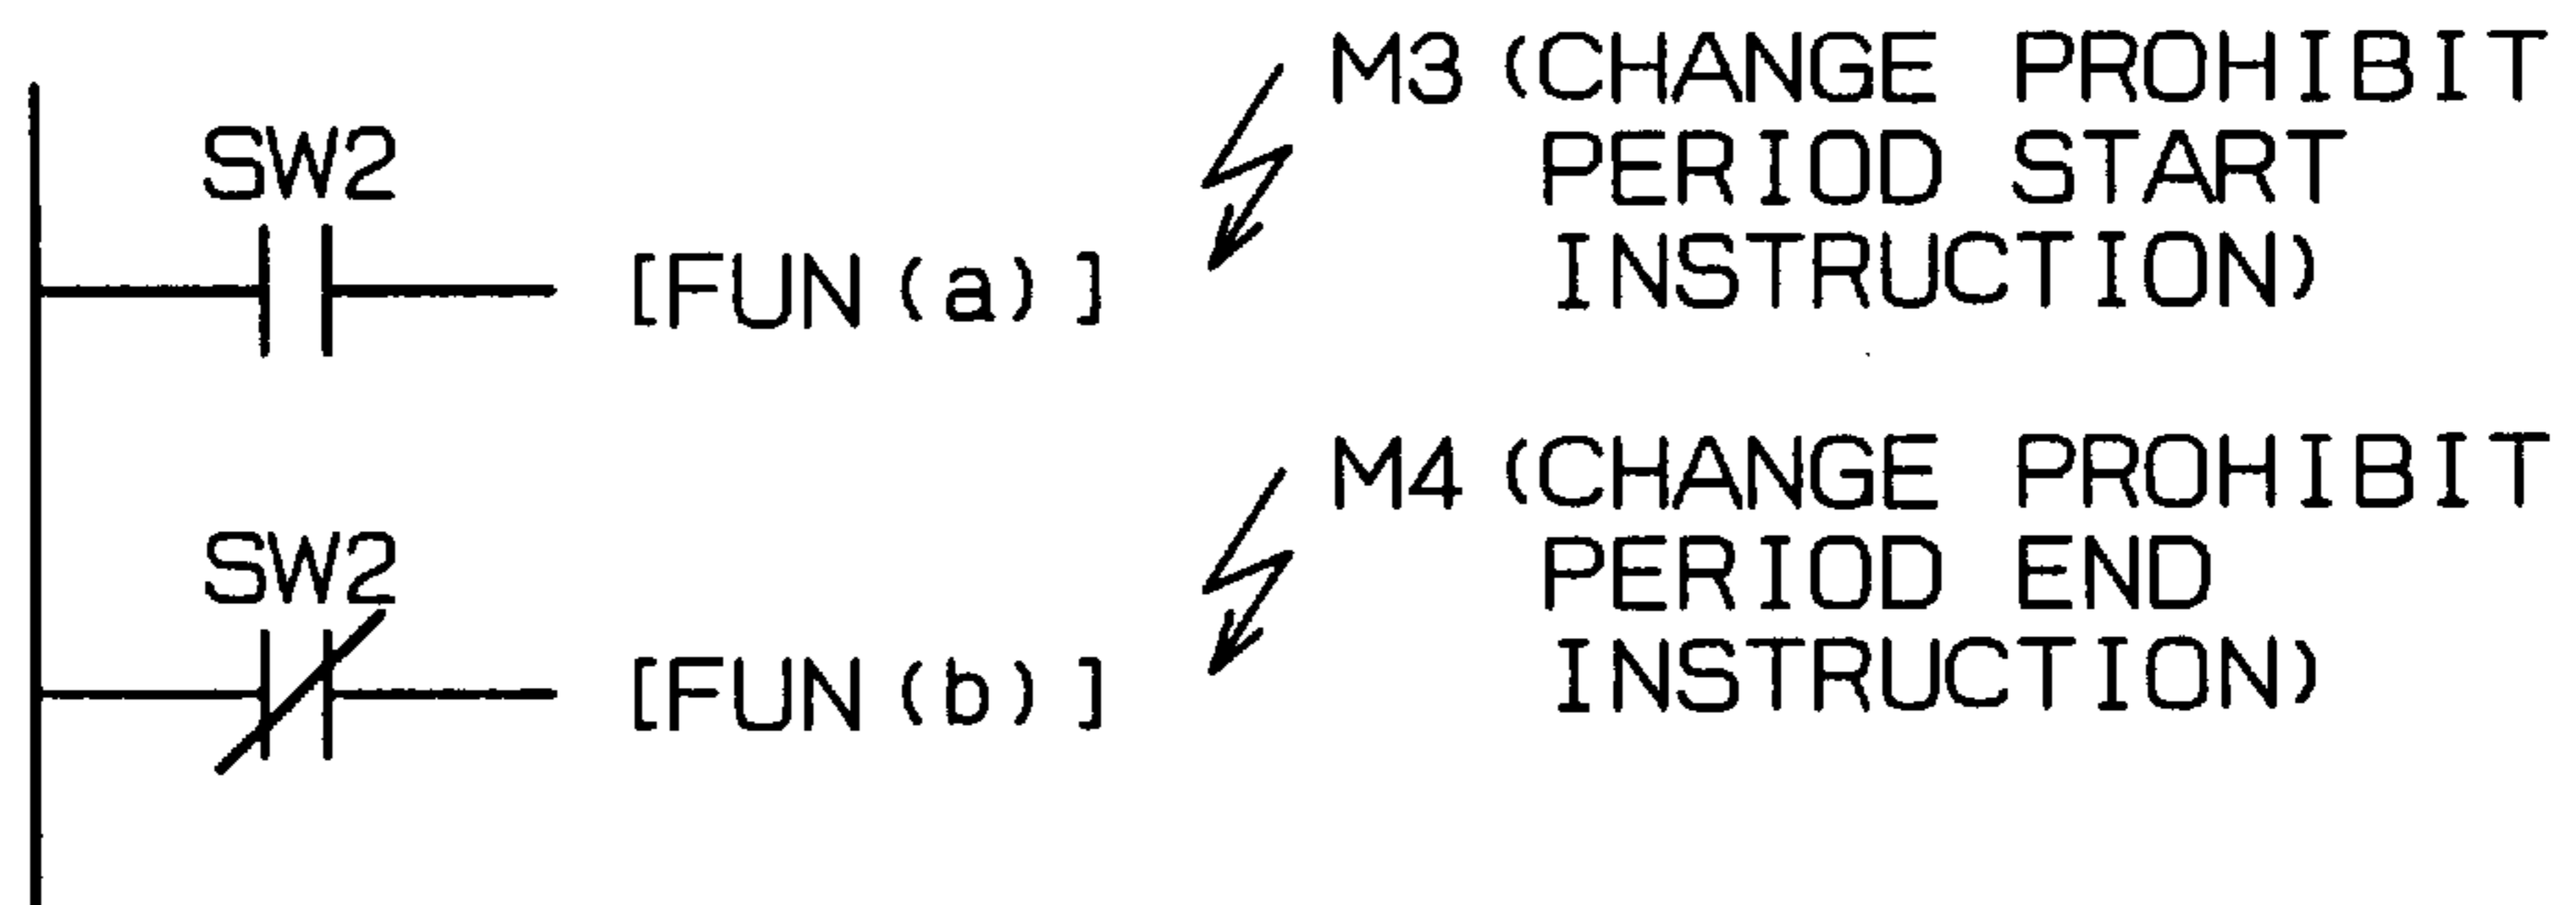 M3 (CHANGE PROHIBIT
PERIOD START
INSTRUCTION)
SW2
[FUN(a)]
M4 (CHANGE PROHIBIT
PERIOD END
INSTRUCTION)
SW2
[FUN(b)]